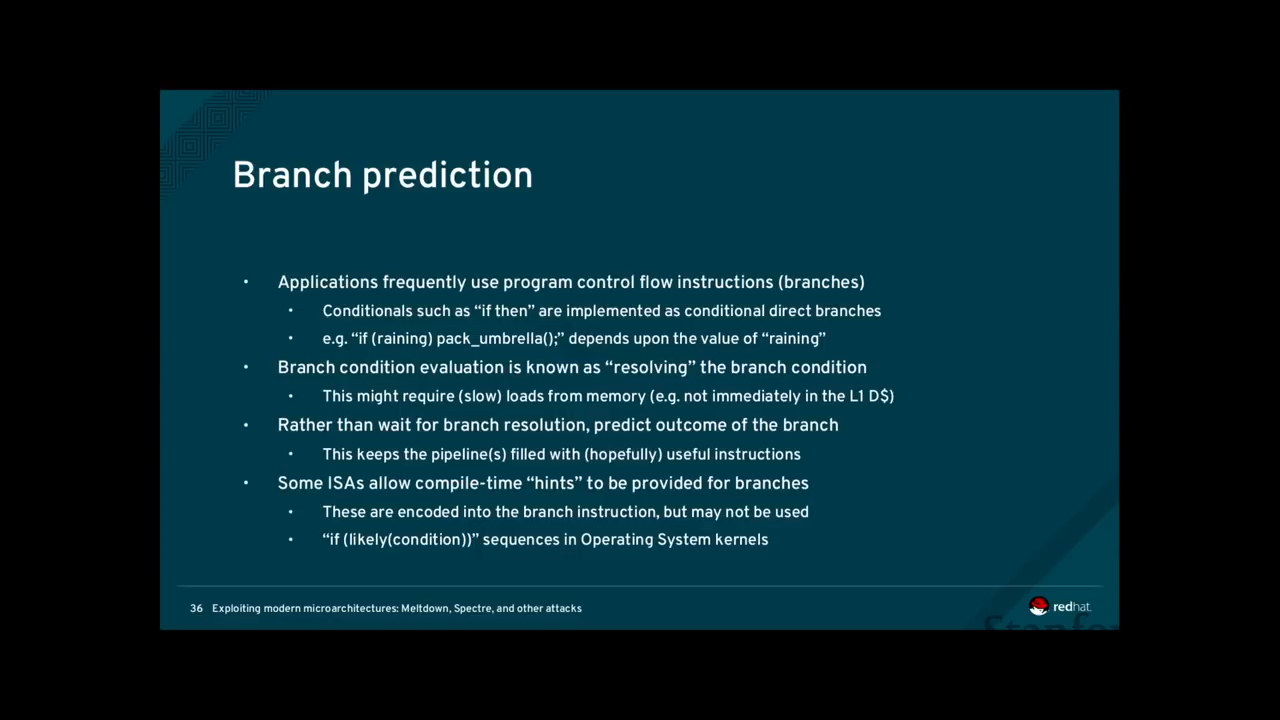 Branch prediction
• Applications frequently use program control flow instructions (branches)
• Conditionals such as “if then” are implemented as conditional direct branches
• e.g. “if (raining) pack_umbrella();” depends upon the value of “raining”
• Branch condition evaluation is known as “resolving” the branch condition
• This might require (slow) loads from memory (e.g. not immediately in the L1 D$)
• Rather than wait for branch resolution, predict outcome of the branch
• This keeps the pipeline(s) filled with (hopefully) useful instructions
• Some ISAs allow compile-time “hints” to be provided for branches
• These are encoded into the branch instruction, but may not be used
• “if (likely(condition))” sequences in Operating System kernels
36 Exploiting modern microarchitectures: Meltdown, Spectre, and other attacks
redhat.